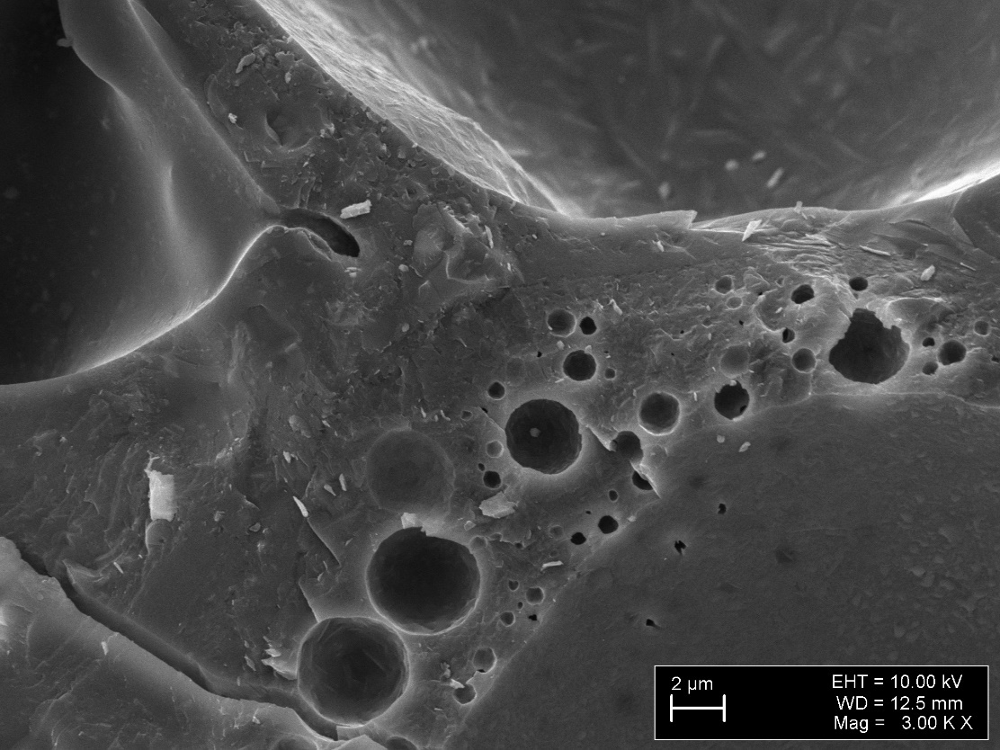 2 µm
EHT = 10.00 kV
WD = 12.5 mm
Mag = 3.00 K X